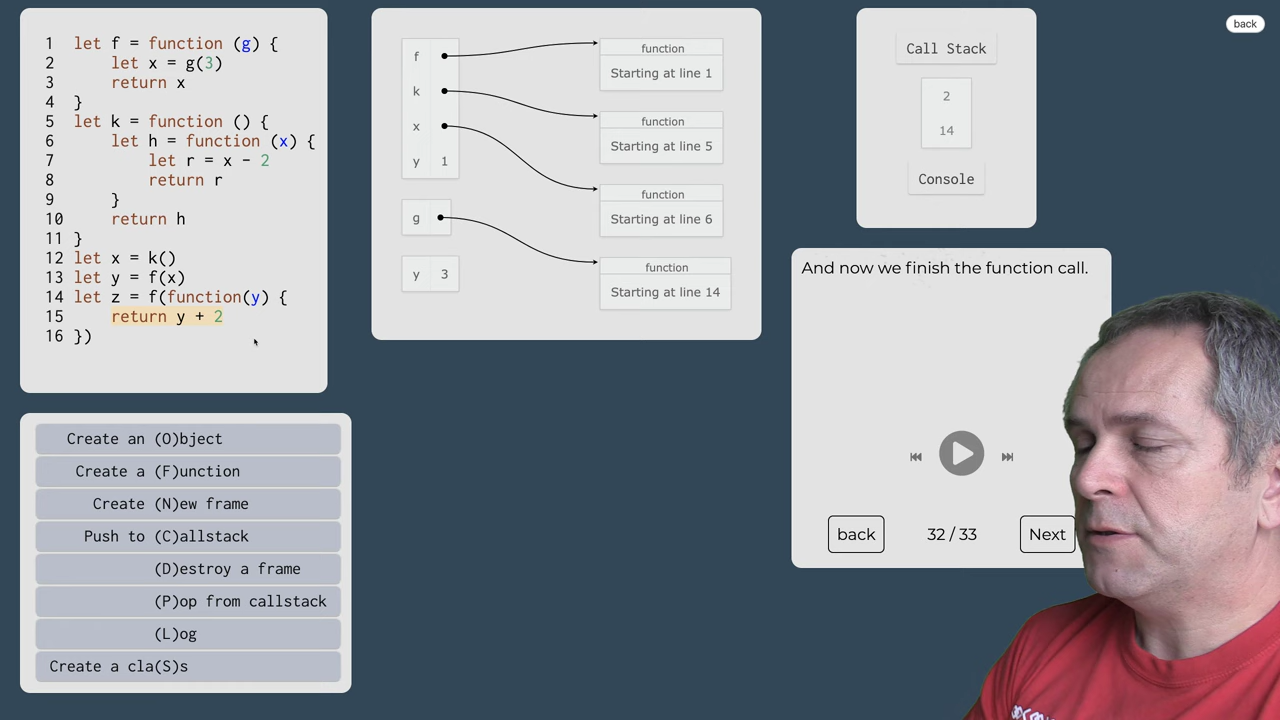 back
1 let f = function (g) {
2 let x = g(3)
3 return x
4 }
5 let k = function () {
6 let h = function (x) {
7 let r = x - 2
8 return r
9 }
10 return h
11 }
12 let x = k()
13 let y = f(x)
14 let z = f(function(y) {
15 return y + 2
16 })
f
k
x
y 1
g
y 3
function
Starting at line 1
function
Starting at line 5
function
Starting at line 6
function
Starting at line 14
Call Stack
2
14
Console
And now we finish the function call.
back 32 / 33 Next
Create an (O)bject
Create a (F)unction
Create (N)ew frame
Push to (C)allstack
(D)estroy a frame
(P)op from callstack
(L)og
Create a cla(S)s